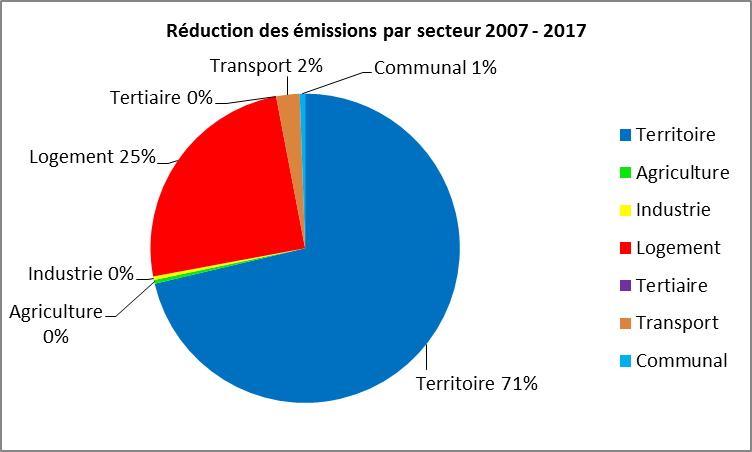 Réduction des émissions par secteur 2007 - 2017
Transport 2%
Communal 1%
Tertiaire 0%
Logement 25%
Industrie 0%
Agriculture
0%
Territoire 71%
Territoire
Agriculture
Industrie
Logement
Tertiaire
Transport
Communal